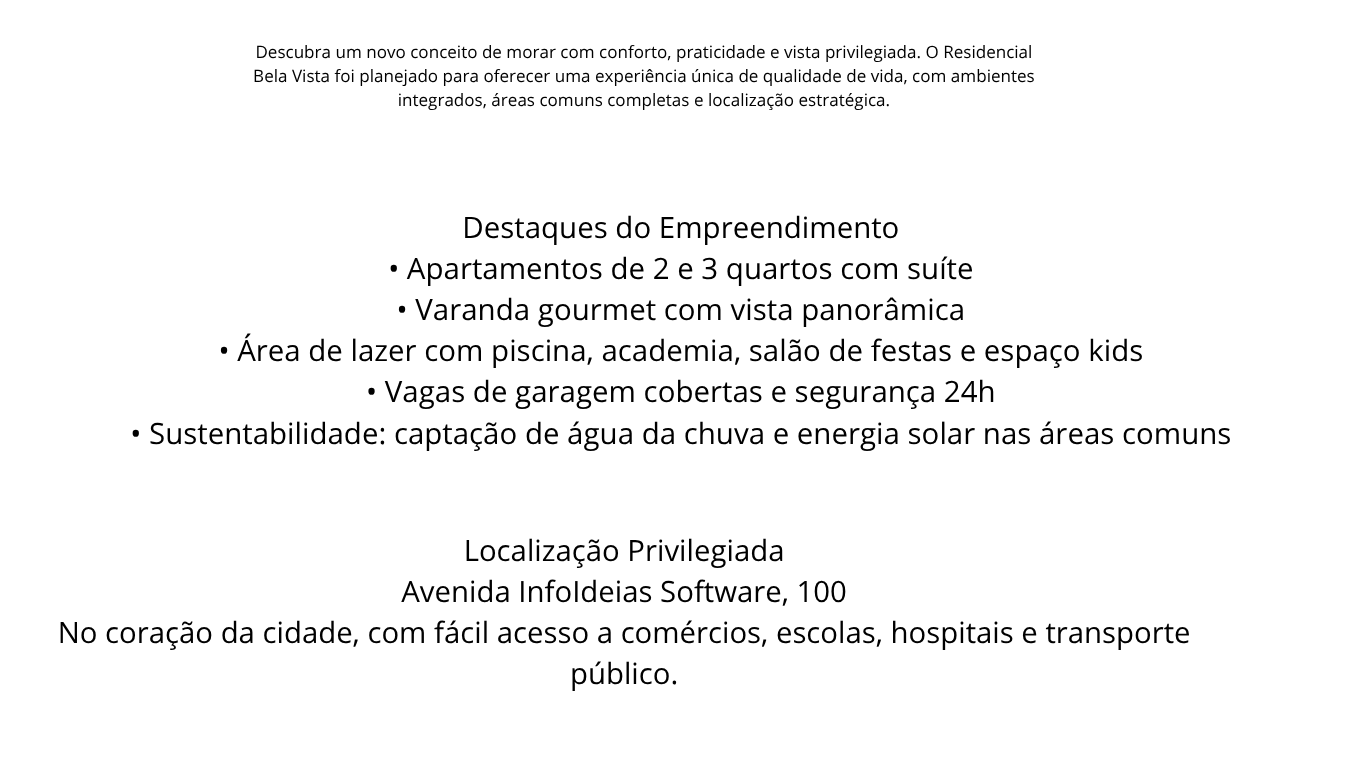 Descubra um novo conceito de morar com conforto, praticidade e vista privilegiada. O Residencial
Bela Vista foi planejado para oferecer uma experiência única de qualidade de vida, com ambientes
integrados, áreas comuns completas e localização estratégica.
Destaques do Empreendimento
• Apartamentos de 2 e 3 quartos com suíte
• Varanda gourmet com vista panorâmica
• Área de lazer com piscina, academia, salão de festas e espaço kids
• Vagas de garagem cobertas e segurança 24h
• Sustentabilidade: captação de água da chuva e energia solar nas áreas comuns
Localização Privilegiada
Avenida InfoIdeias Software, 100
No coração da cidade, com fácil acesso a comércios, escolas, hospitais e transporte
público.